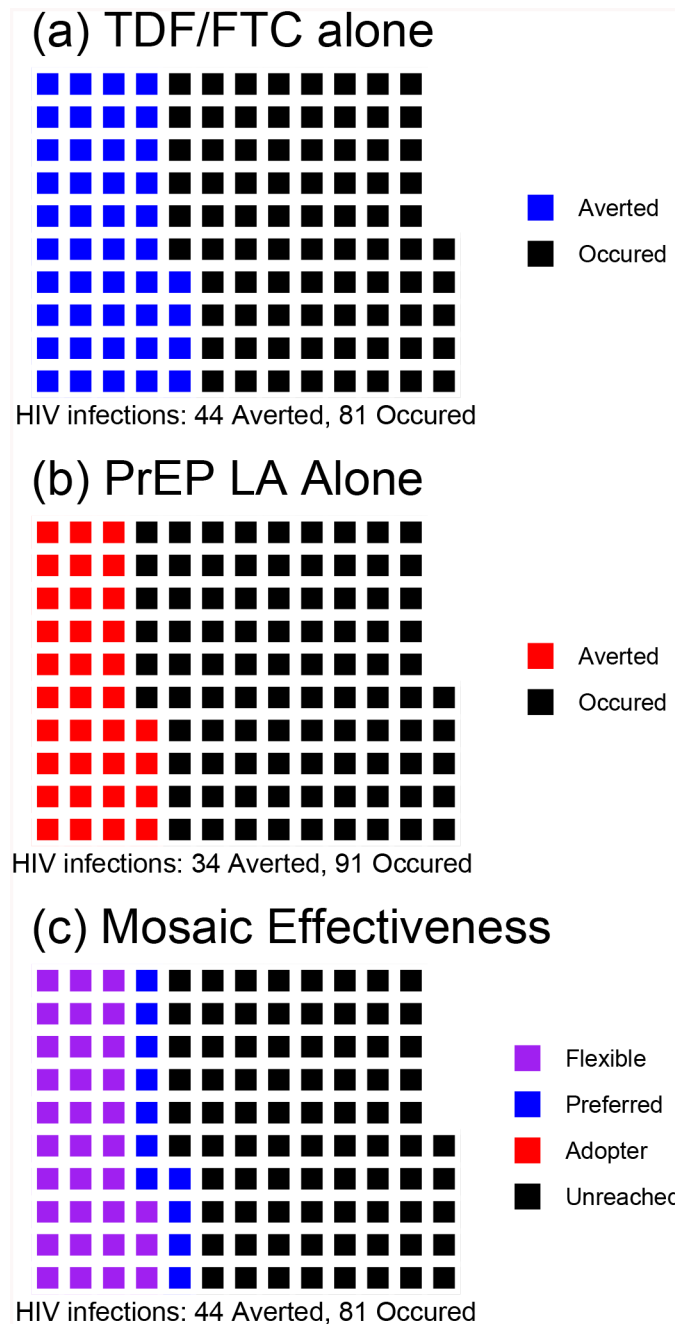 (a) TDF/FTC alone
Averted
Occured
HIV infections: 44 Averted, 81 Occured
(b) PrEP LA Alone
Averted
Occured
HIV infections: 34 Averted, 91 Occured
(c) Mosaic Effectiveness
Flexible
Preferred
Adopter
Unreached
HIV infections: 44 Averted, 81 Occured